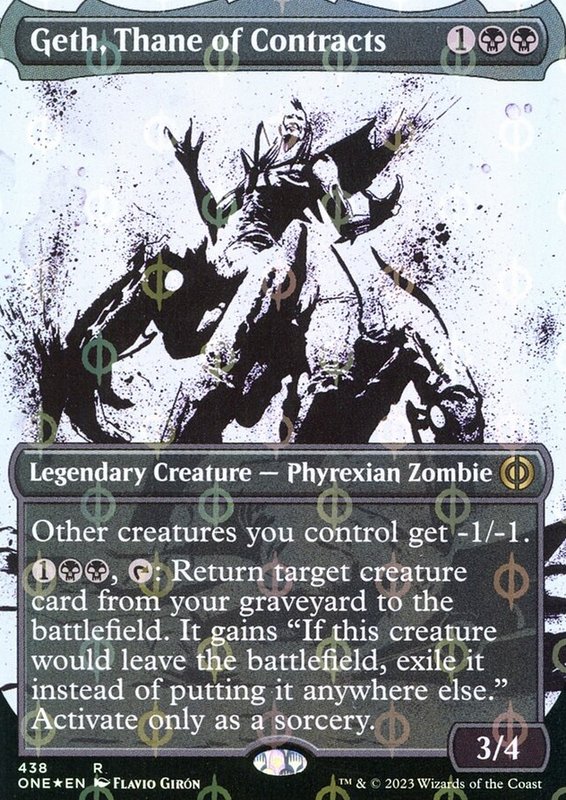 Geth, Thane of Contracts 1
Legendary Creature — Phyrexian Zombie
Other creatures you control get -1/-1.
1, : Return target creature
card from your graveyard to the
battlefield. It gains “If this creature
would leave the battlefield, exile it
instead of putting it anywhere else.”
Activate only as a sorcery.
3/4
438 R
ONE★EN Flavio Girón ™ & © 2023 Wizards of the Coast